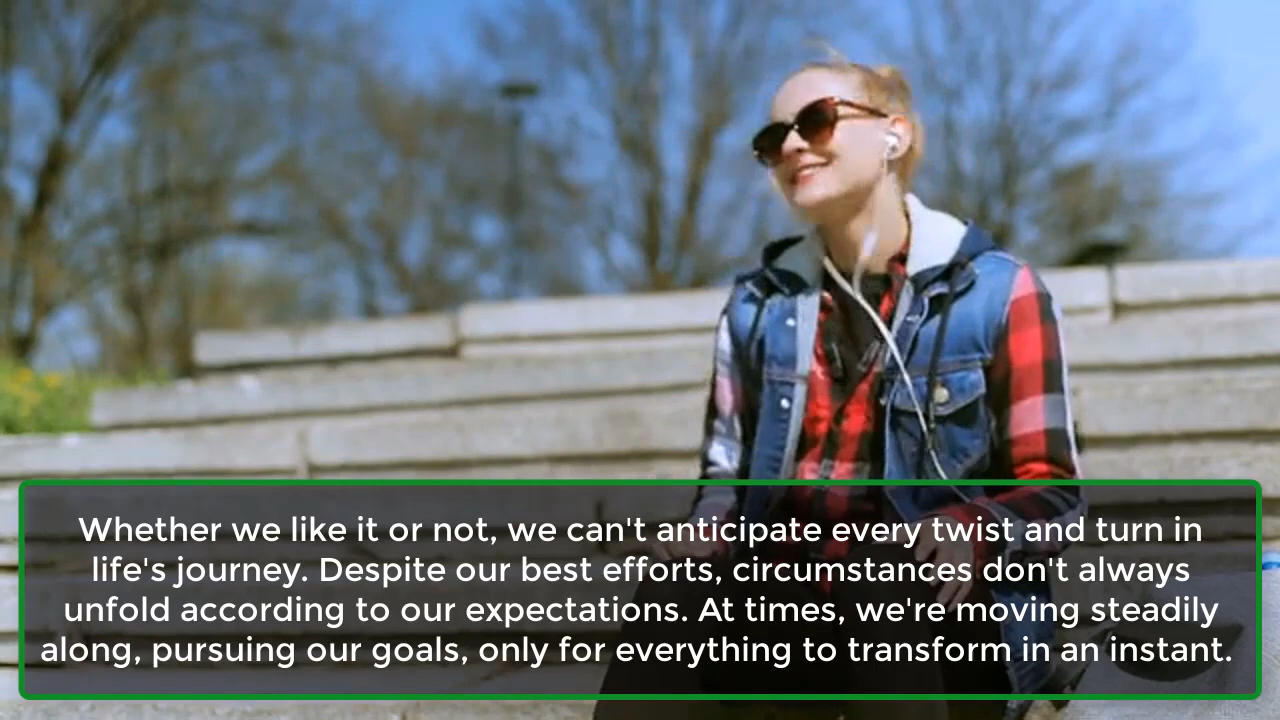 Whether we like it or not, we can't anticipate every twist and turn in
life's journey. Despite our best efforts, circumstances don't always
unfold according to our expectations. At times, we're moving steadily
along, pursuing our goals, only for everything to transform in an instant.